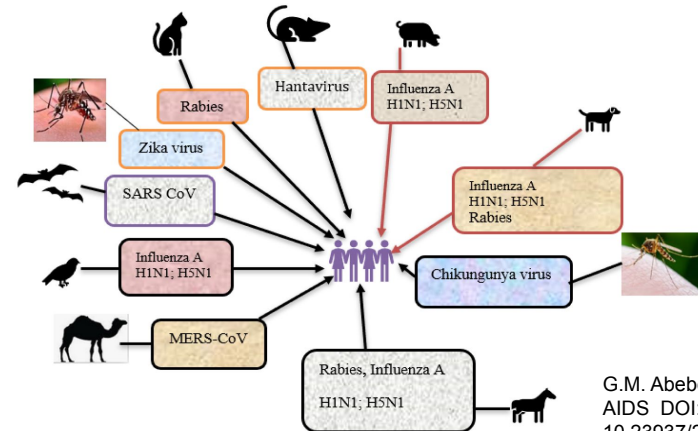 Hantavirus
Influenza A
H1N1; H5N1
Rabies
Zika virus
SARS CoV
Influenza A
H1N1; H5N1
Rabies
Influenza A
H1N1; H5N1
Chikungunya virus
MERS-CoV
Rabies, Influenza A
H1N1; H5N1
G.M. Abeb
AIDS DOI: